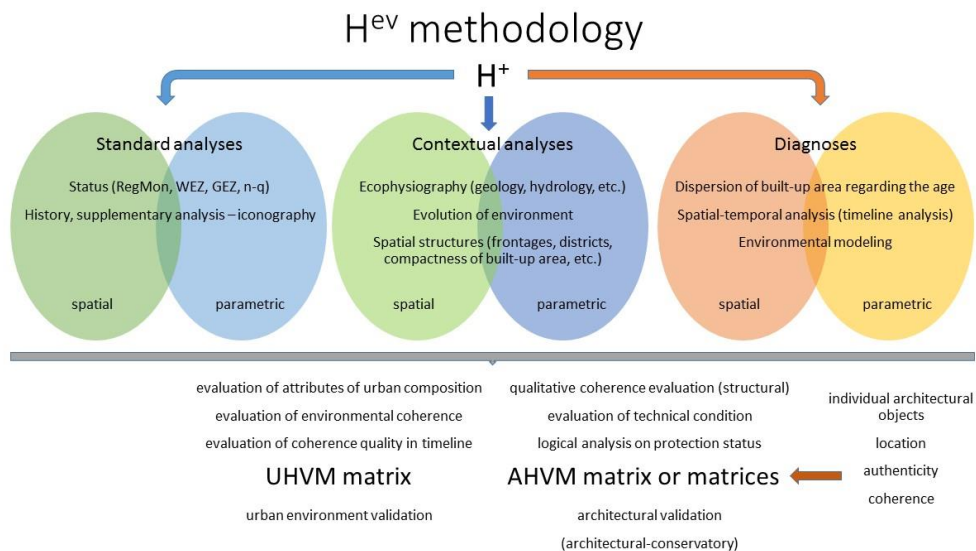 Hev methodology
H+
Standard analyses
Status (RegMon, WEZ, GEZ, n-q)
History, supplementary analysis – iconography
spatial
parametric
Contextual analyses
Ecophysiography (geology, hydrology, etc.)
Evolution of environment
Spatial structures (frontages, districts,
compactness of built-up area, etc.)
spatial
parametric
Diagnoses
Dispersion of built-up area regarding the age
Spatial-temporal analysis (timeline analysis)
Environmental modeling
spatial
parametric
evaluation of attributes of urban composition
evaluation of environmental coherence
evaluation of coherence quality in timeline
UHVM matrix
urban environment validation
qualitative coherence evaluation (structural)
evaluation of technical condition
logical analysis on protection status
AHVM matrix or matrices
architectural validation
(architectural-conservatory)
individual architectural
objects
location
authenticity
coherence